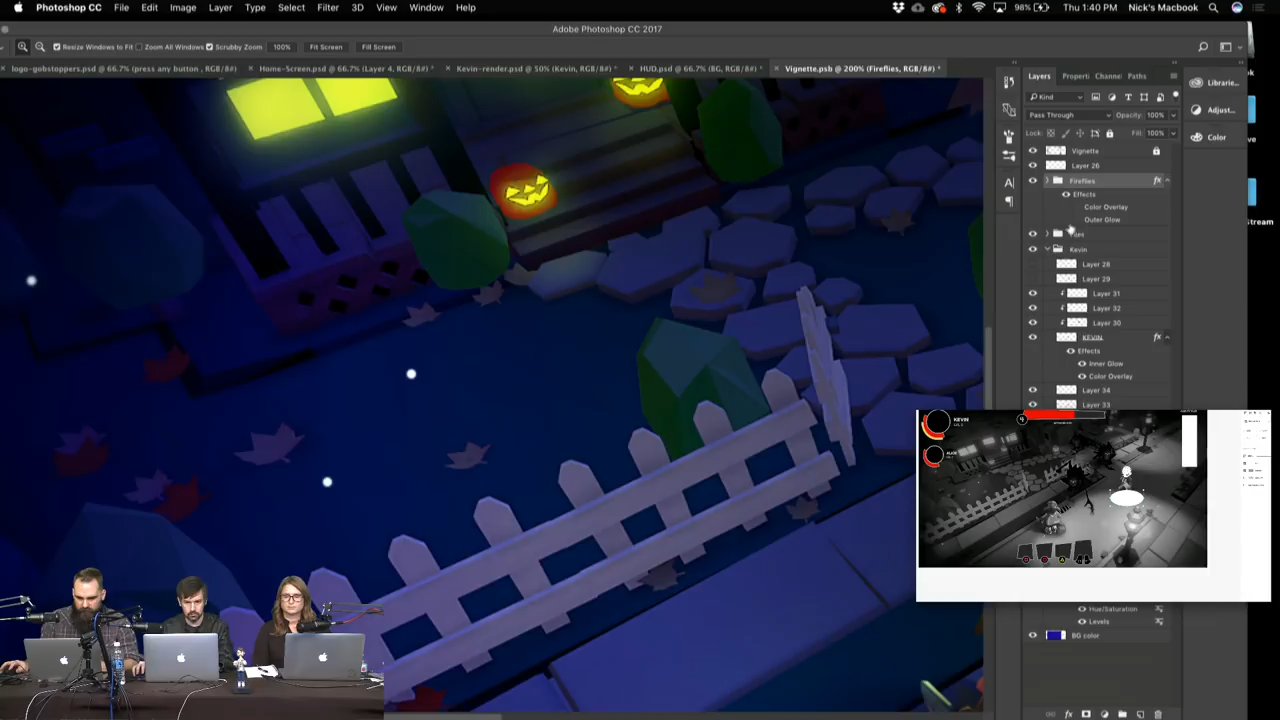 Photoshop CC File Edit Image Layer Type Select Filter 3D View Window Help 98% Thu 1:40 PM Nick's Macbook
Adobe Photoshop CC 2017
Resize Windows to Fit Zoom All Windows Scrubby Zoom 100% Fit Screen Fill Screen
logo-gobstoppers.psd @ 66.7% (press any button , RGB/8#) Home-Screen.psd @ 66.7% (Layer 4, RGB/8#) * Kevin-render.psd @ 50% (Kevin, RGB/8#) * HUD.psd @ 66.7% (BG, RGB/8#) * Vignette.psb @ 200% (Fireflies, RGB/8#) *
Layers Properti Channel Paths
Librarie...
Kind
Adjust...
Pass Through Opacity: 100%
Lock: Fill: 100%
Color
Vignette
Layer 26
Fireflies fx
Effects
Color Overlay
Outer Glow
Kevin
Layer 28
Layer 29
Layer 31
Layer 32
Layer 30
KEVIN fx
Effects
Inner Glow
Color Overlay
Layer 34
Layer 33
KEVIN
Hue/Saturation
Levels
BG color
Stream